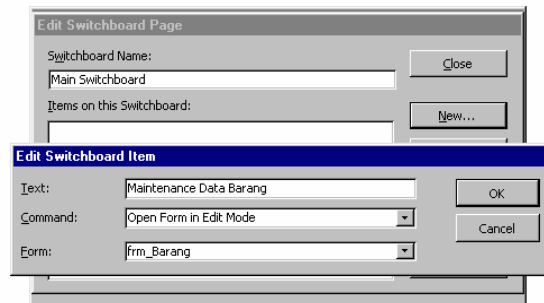 Edit Switchboard Page
Switchboard Name:
Close
Main Switchboard
Items on this Switchboard:
New...
Edit Switchboard Item
Text:
Maintenance Data Barang
OK
Command:
Open Form in Edit Mode
Cancel
Form:
frm_Barang